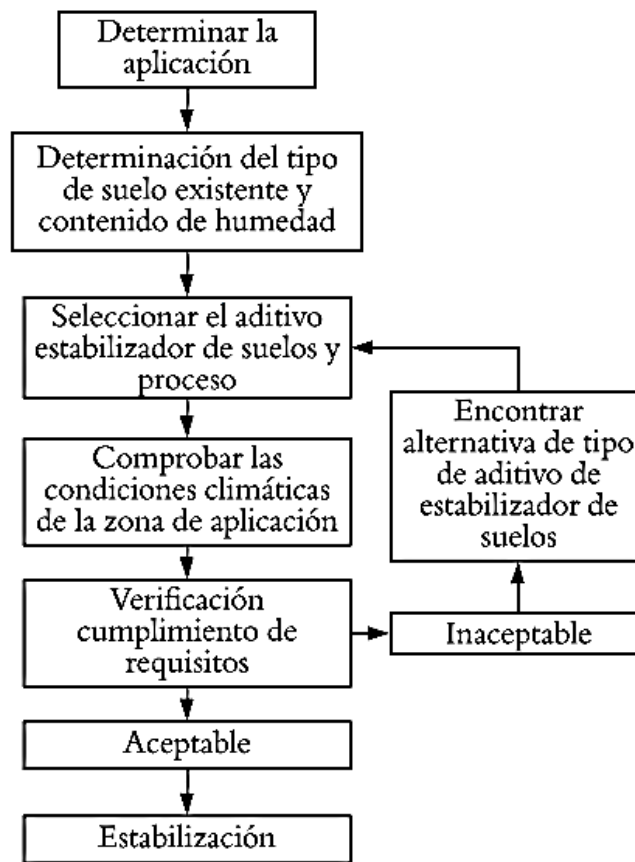 Determinar la
aplicación
Determinación del tipo
de suelo existente y
contenido de humedad
Seleccionar el aditivo
estabilizador de suelos y
proceso
Comprobar las
condiciones climáticas
de la zona de aplicación
Verificación
cumplimiento de
requisitos
Aceptable
Estabilización
Inaceptable
Encontrar
alternativa de tipo
de aditivo de
estabilizador de
suelos